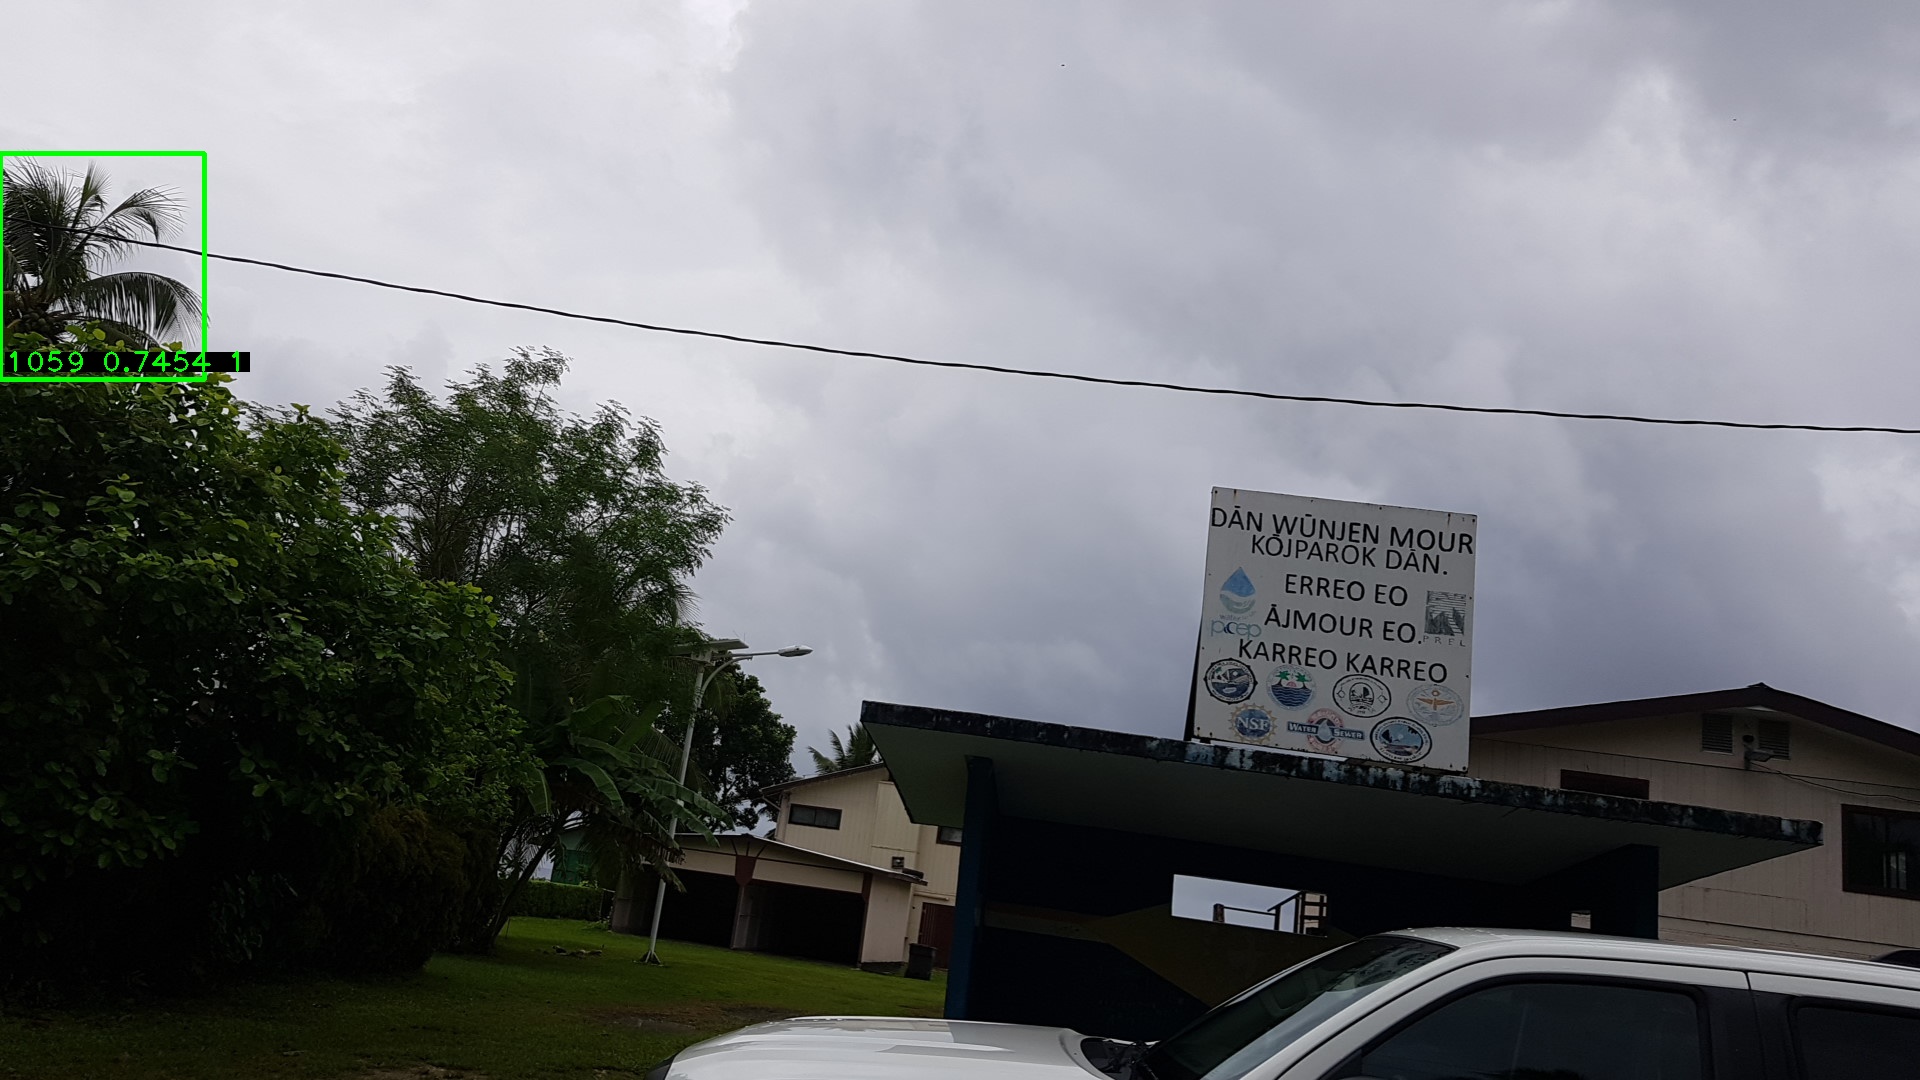 1059 0.7454 1
DĀN WŪNJEN MOUR
KŌJPAROK DĀN.
ERREO EO
ĀJMOUR EO.
KARREO KARREO
pcep
PREL
NSF
WATER SEWER